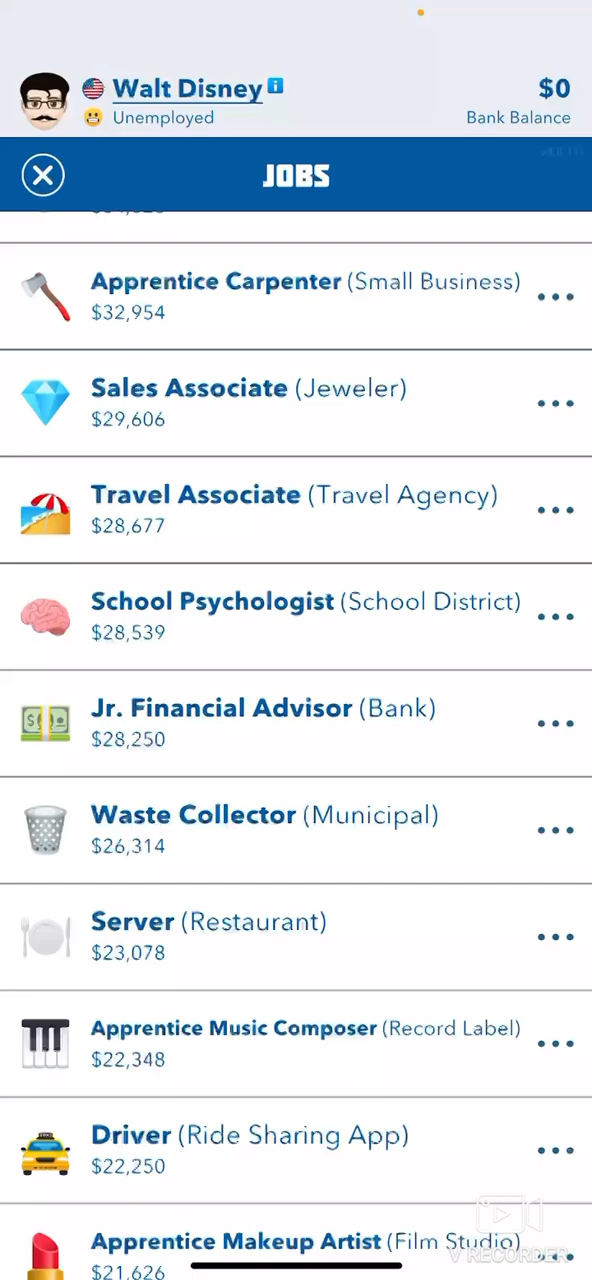 Walt Disney
$0
Unemployed
Bank Balance
JOBS
Apprentice Carpenter (Small Business)
$32,954
Sales Associate (Jeweler)
$29,606
Travel Associate (Travel Agency)
$28,677
School Psychologist (School District)
$28,539
Jr. Financial Advisor (Bank)
$28,250
Waste Collector (Municipal)
$26,314
Server (Restaurant)
$23,078
Apprentice Music Composer (Record Label)
$22,348
Driver (Ride Sharing App)
$22,250
Apprentice Makeup Artist (Film Studio)
$21,626
V RECORDER